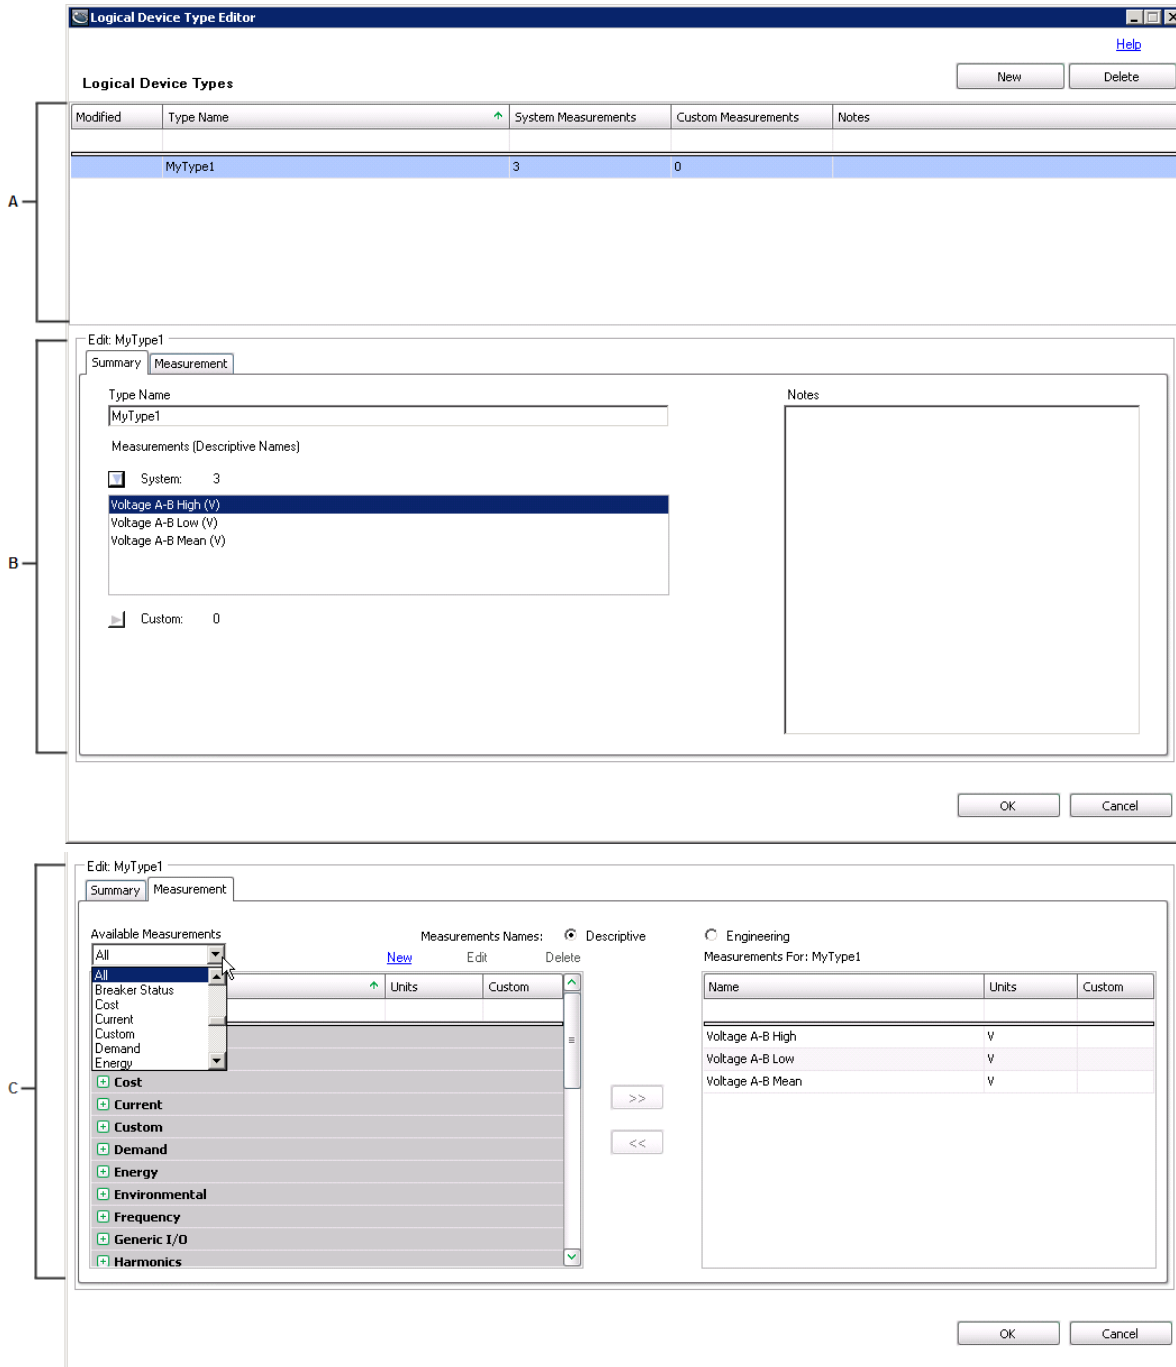 Logical Device Type Editor
Help
Logical Device Types
New Delete
A
Modified Type Name System Measurements Custom Measurements Notes
MyType1 3 0
B
Edit: MyType1
Summary Measurement
Type Name
MyType1
Notes
Measurements (Descriptive Names)
System: 3
Voltage A-B High (V)
Voltage A-B Low (V)
Voltage A-B Mean (V)
Custom: 0
OK Cancel
C
Edit: MyType1
Summary Measurement
Available Measurements
Measurements Names: Descriptive Engineering
All
New Edit Delete
Measurements For: MyType1
All
Breaker Status
Cost
Current
Custom
Demand
Energy
Units Custom
Cost
Current
Custom
Demand
Energy
Environmental
Frequency
Generic I/O
Harmonics
>>
<<
Name Units Custom
Voltage A-B High V
Voltage A-B Low V
Voltage A-B Mean V
OK Cancel